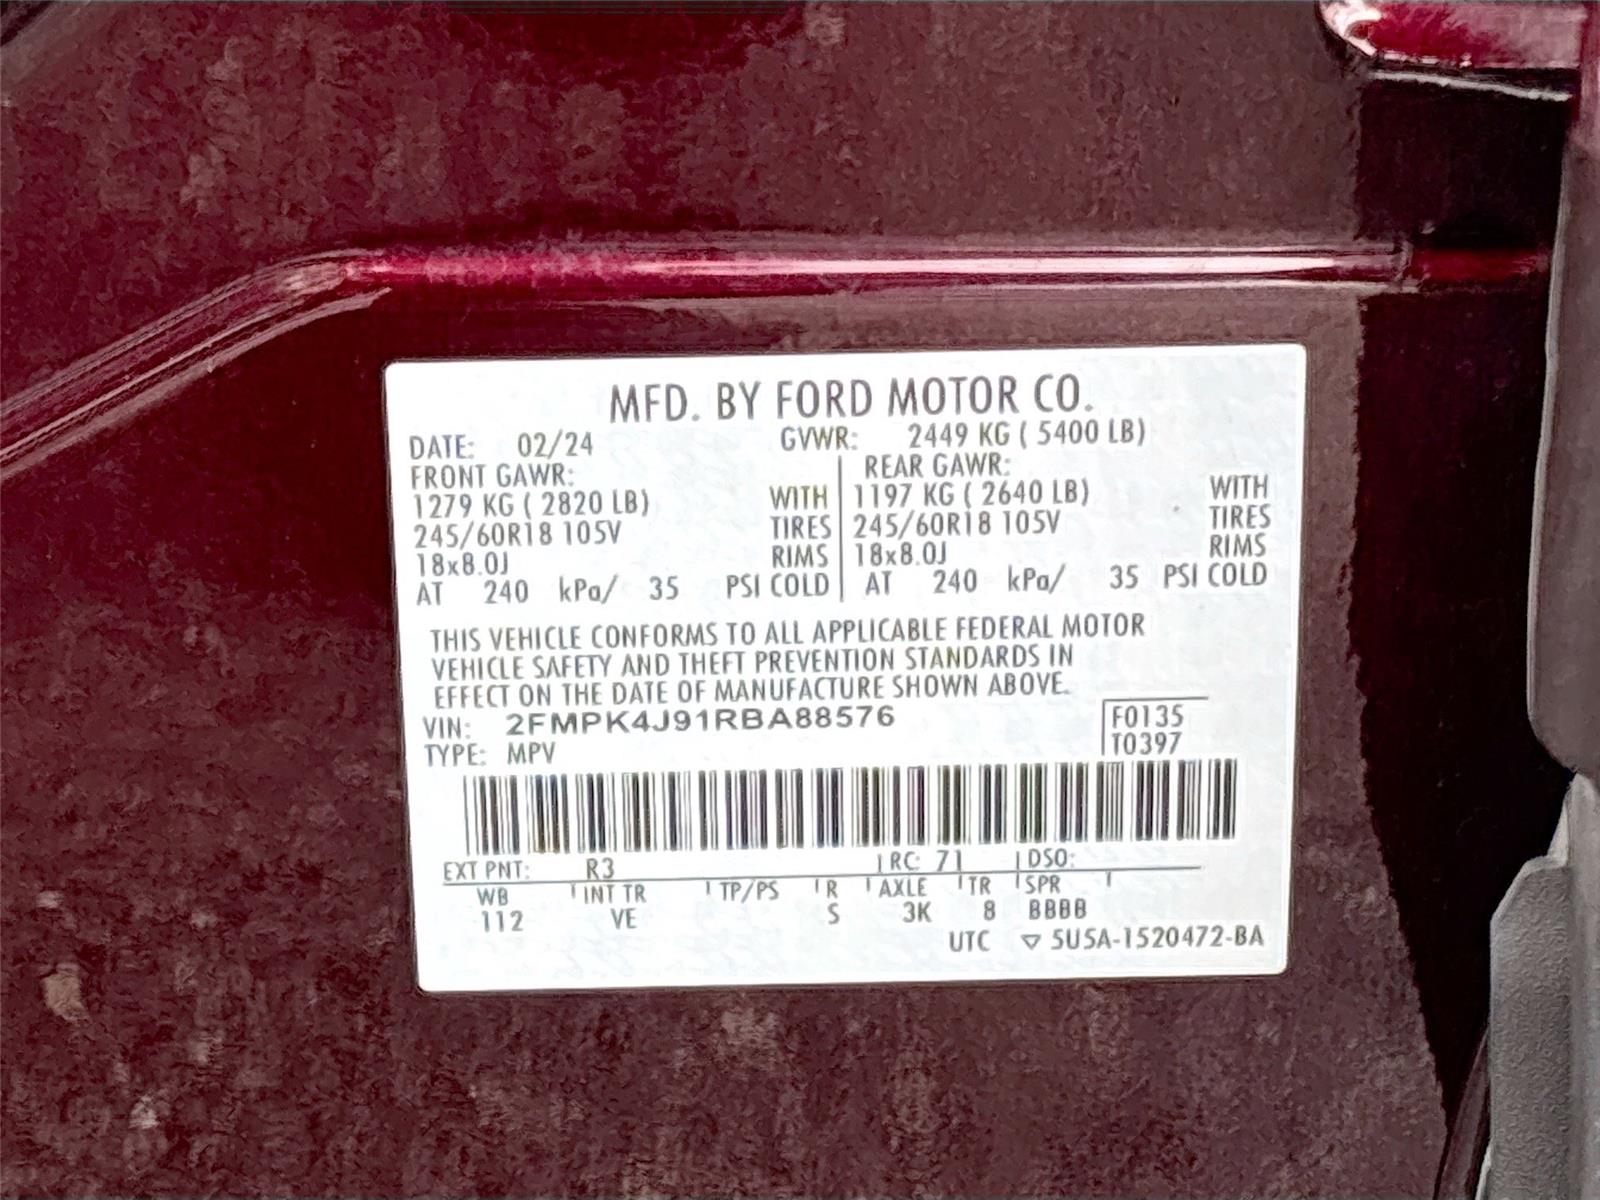 MFD. BY FORD MOTOR CO.
DATE: 02/24 GVWR: 2449 KG ( 5400 LB)
FRONT GAWR: REAR GAWR:
1279 KG ( 2820 LB) WITH 1197 KG ( 2640 LB) WITH
245/60R18 105V TIRES 245/60R18 105V TIRES
18x8.0J RIMS 18x8.0J RIMS
AT 240 kPa/ 35 PSI COLD AT 240 kPa/ 35 PSI COLD
THIS VEHICLE CONFORMS TO ALL APPLICABLE FEDERAL MOTOR
VEHICLE SAFETY AND THEFT PREVENTION STANDARDS IN
EFFECT ON THE DATE OF MANUFACTURE SHOWN ABOVE.
VIN: 2FMPK4J91RBA88576 F0135
TYPE: MPV T0397
EXT PNT: R3 RC: 71 DSO:
WB INT TR TP/PS R AXLE TR SPR
112 VE S 3K 8 BBBB
UTC ▽ 5U5A-1520472-BA